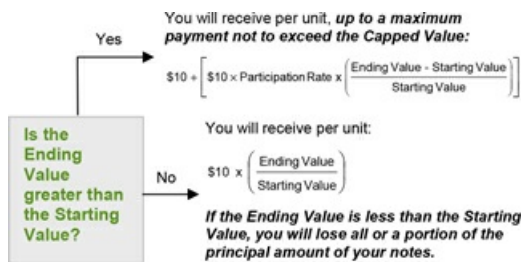 You will receive per unit, up to a maximum
payment not to exceed the Capped Value:
Yes
$10 + [ $10 × Participation Rate x ( Ending Value - Starting Value / Starting Value ) ]
Is the
Ending
Value
greater than
the Starting
Value?
No
You will receive per unit:
$10 x ( Ending Value / Starting Value )
If the Ending Value is less than the Starting
Value, you will lose all or a portion of the
principal amount of your notes.